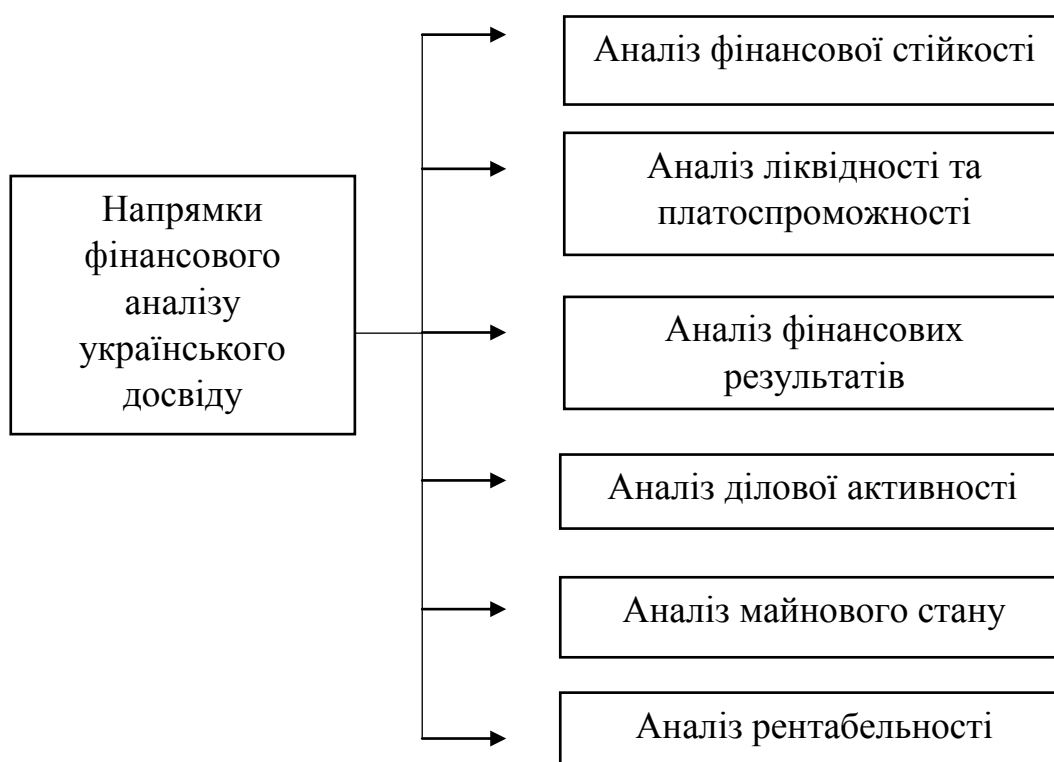 Напрямки
фінансового
аналізу
українського
досвіду
Аналіз фінансової стійкості
Аналіз ліквідності та
платоспроможності
Аналіз фінансових
результатів
Аналіз ділової активності
Аналіз майнового стану
Аналіз рентабельності